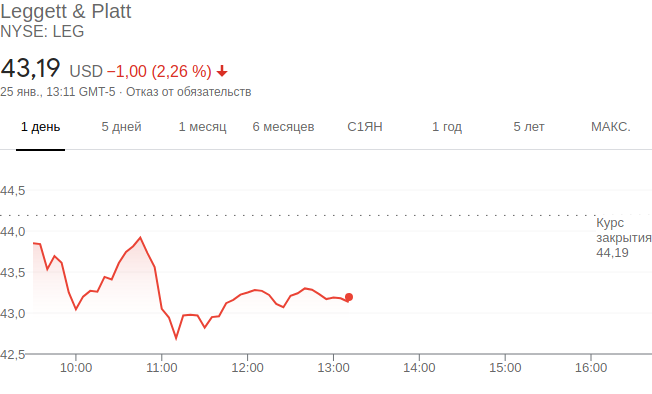 Leggett & Platt
NYSE: LEG
43,19 USD −1,00 (2,26 %)
25 янв., 13:11 GMT-5 · Отказ от обязательств
1 день 5 дней 1 месяц 6 месяцев С1ЯН 1 год 5 лет МАКС.
44,5
Курс
закрытия
44,19
44,0
43,5
43,0
42,5
10:00 11:00 12:00 13:00 14:00 15:00 16:00